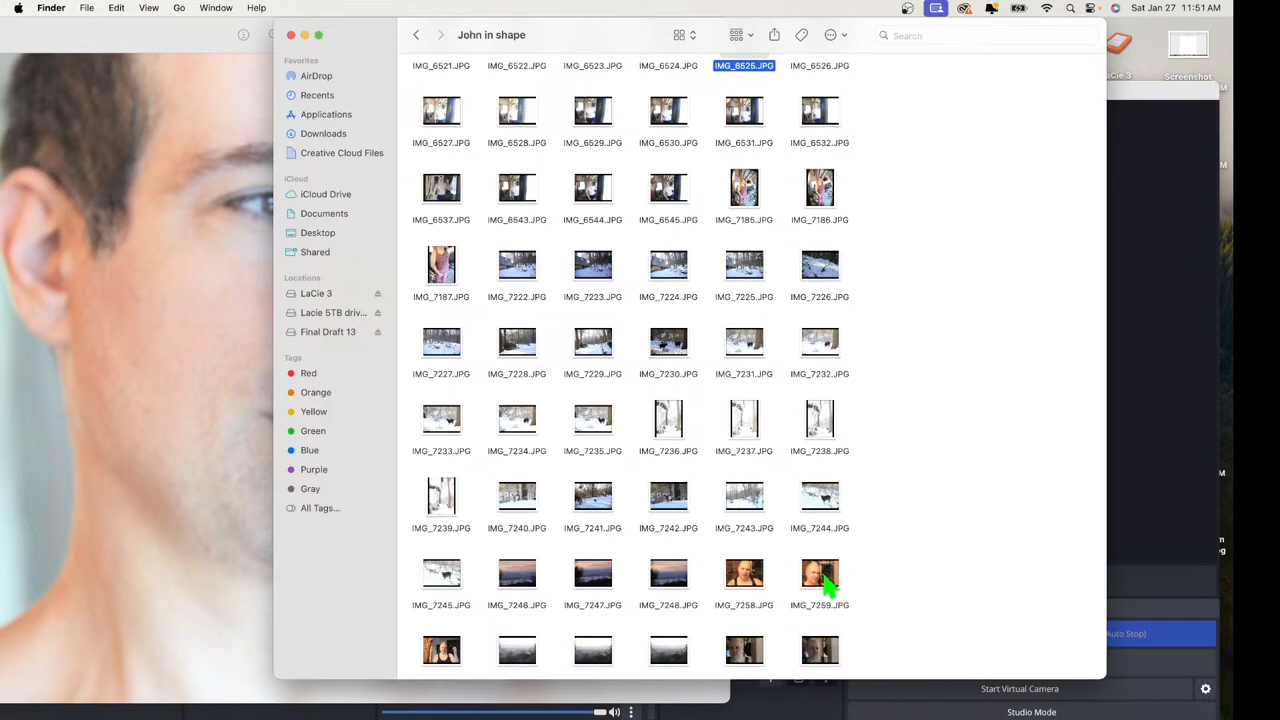 Finder File Edit View Go Window Help
Sat Jan 27 11:51 AM
John in shape
Search
Favorites
AirDrop
Recents
Applications
Downloads
Creative Cloud Files
iCloud
iCloud Drive
Documents
Desktop
Shared
Locations
LaCie 3
Lacie 5TB driv...
Final Draft 13
Tags
Red
Orange
Yellow
Green
Blue
Purple
Gray
All Tags...
IMG_6521.JPG IMG_6522.JPG IMG_6523.JPG IMG_6524.JPG IMG_6525.JPG IMG_6526.JPG
IMG_6527.JPG IMG_6528.JPG IMG_6529.JPG IMG_6530.JPG IMG_6531.JPG IMG_6532.JPG
IMG_6537.JPG IMG_6543.JPG IMG_6544.JPG IMG_6545.JPG IMG_7185.JPG IMG_7186.JPG
IMG_7187.JPG IMG_7222.JPG IMG_7223.JPG IMG_7224.JPG IMG_7225.JPG IMG_7226.JPG
IMG_7227.JPG IMG_7228.JPG IMG_7229.JPG IMG_7230.JPG IMG_7231.JPG IMG_7232.JPG
IMG_7233.JPG IMG_7234.JPG IMG_7235.JPG IMG_7236.JPG IMG_7237.JPG IMG_7238.JPG
IMG_7239.JPG IMG_7240.JPG IMG_7241.JPG IMG_7242.JPG IMG_7243.JPG IMG_7244.JPG
IMG_7245.JPG IMG_7246.JPG IMG_7247.JPG IMG_7248.JPG IMG_7258.JPG IMG_7259.JPG
LaCie 3
Screenshot
Auto Stop)
Start Virtual Camera
Studio Mode